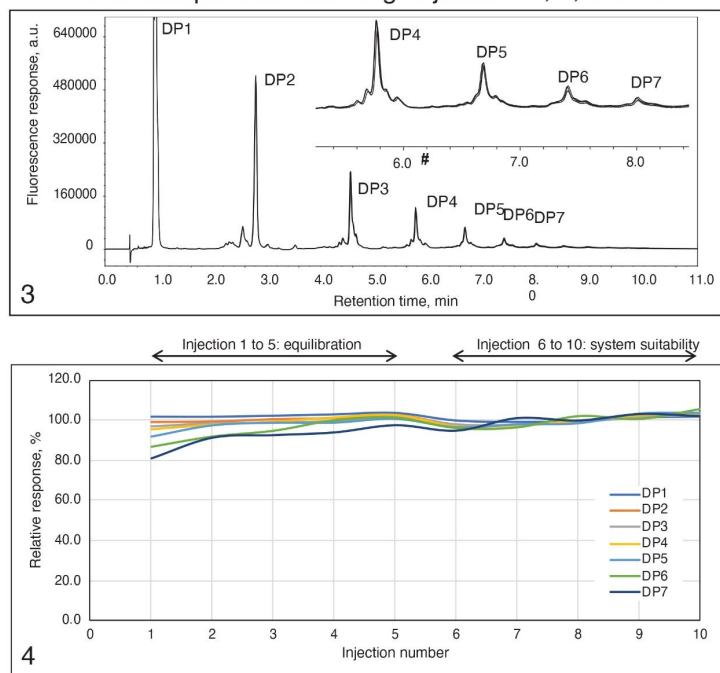 DP1
640000
DP4
DP5
DP2
480000
DP6
DP7
Fluorescence response, a.u.
320000
6.0
#
7.0
8.0
160000
DP3
DP4
DP5
DP6
DP7
0
0.0 1.0 2.0 3.0 4.0 5.0 6.0 7.0 8. 9.0 10.0 11.0
0
Retention time, min
3
Injection 1 to 5: equilibration
Injection 6 to 10: system suitability
120.0
100.0
80.0
60.0
40.0
20.0
0.0
Relative response, %
DP1
DP2
DP3
DP4
DP5
DP6
DP7
0 1 2 3 4 5 6 7 8 9 10
Injection number
4